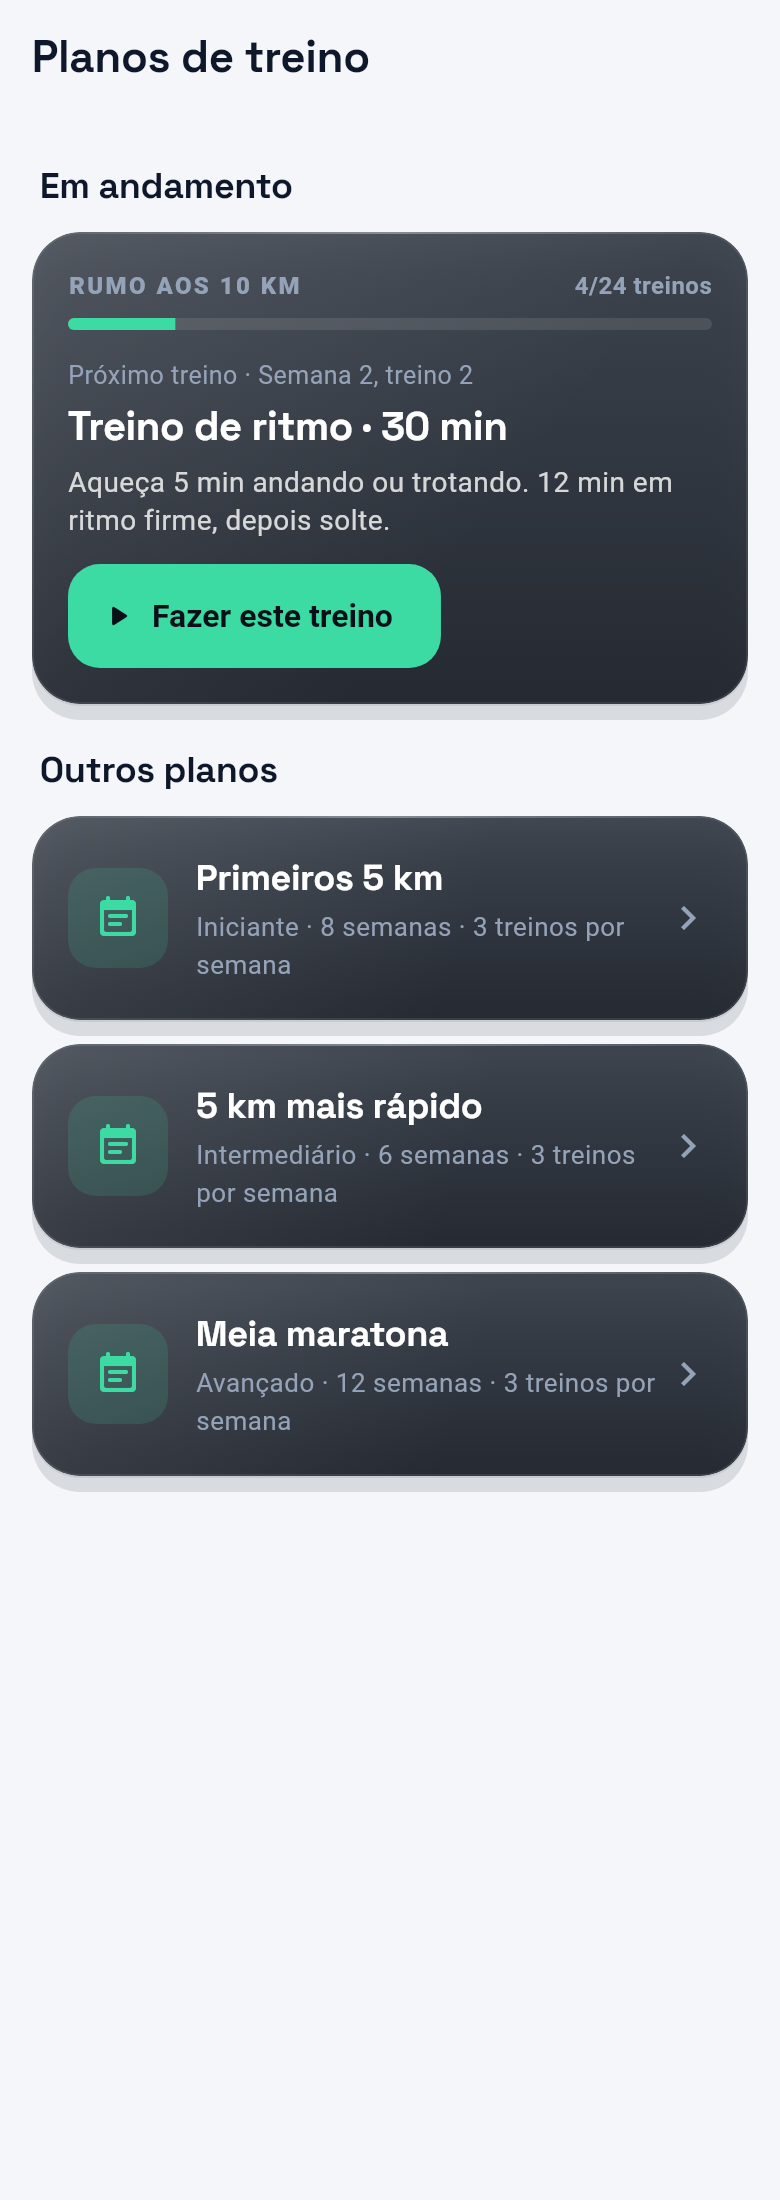 Planos de treino
Em andamento
RUMO AOS 10 KM
4/24 treinos
Próximo treino · Semana 2, treino 2
Treino de ritmo · 30 min
Aqueça 5 min andando ou trotando. 12 min em
ritmo firme, depois solte.
Fazer este treino
Outros planos
Primeiros 5 km
Iniciante · 8 semanas · 3 treinos por
semana
5 km mais rápido
Intermediário · 6 semanas · 3 treinos
por semana
Meia maratona
Avançado · 12 semanas · 3 treinos por
semana